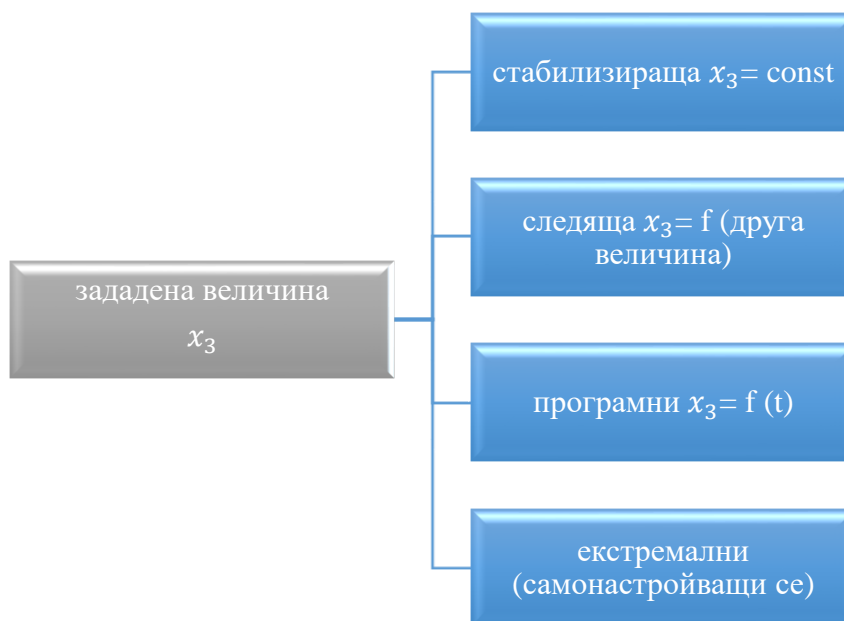 зададена величина
x₃
стабилизираща x₃= const
следяща x₃= f (друга
величина)
програмни x₃= f (t)
екстремални
(самонастройващи се)